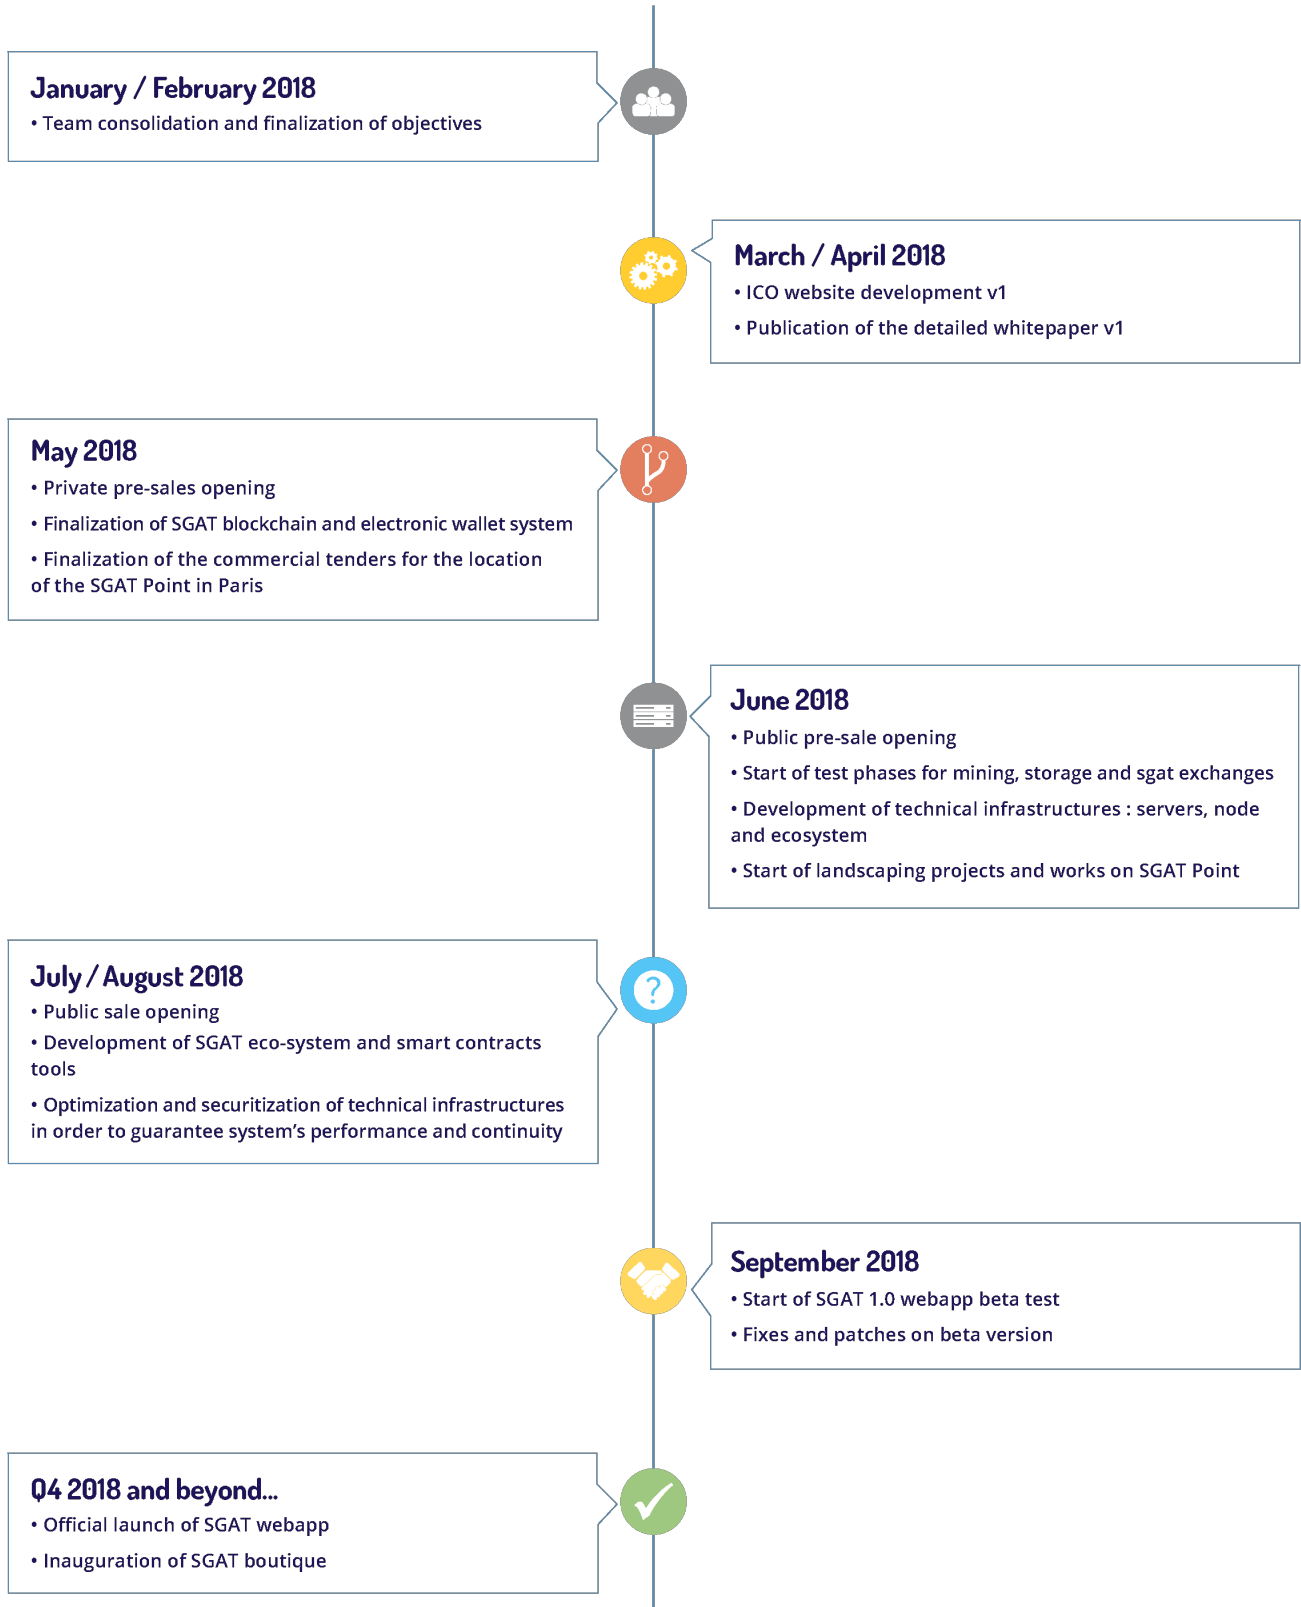 January / February 2018
• Team consolidation and finalization of objectives
March / April 2018
• ICO website development v1
• Publication of the detailed whitepaper v1
May 2018
• Private pre-sales opening
• Finalization of SGAT blockchain and electronic wallet system
• Finalization of the commercial tenders for the location
of the SGAT Point in Paris
June 2018
• Public pre-sale opening
• Start of test phases for mining, storage and sgat exchanges
• Development of technical infrastructures : servers, node
and ecosystem
• Start of landscaping projects and works on SGAT Point
July / August 2018
• Public sale opening
• Development of SGAT eco-system and smart contracts
tools
• Optimization and securitization of technical infrastructures
in order to guarantee system’s performance and continuity
September 2018
• Start of SGAT 1.0 webapp beta test
• Fixes and patches on beta version
Q4 2018 and beyond...
• Official launch of SGAT webapp
• Inauguration of SGAT boutique